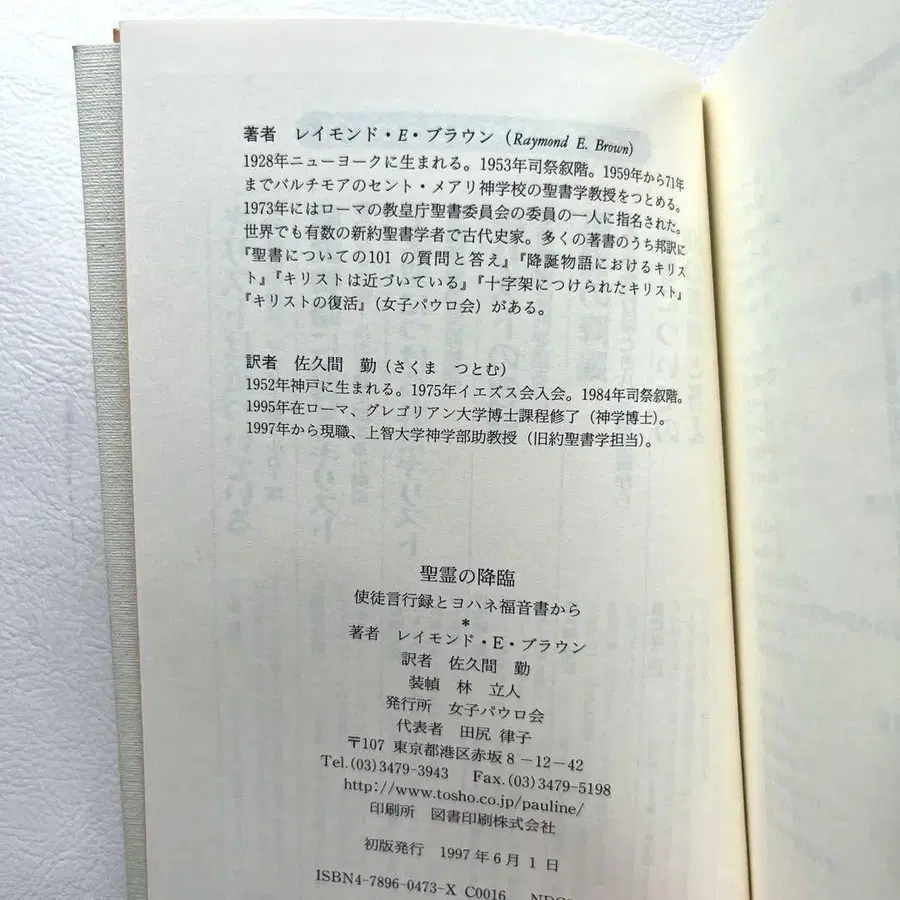 著者 レイモンド・E・ブラウン（Raymond E. Brown）
1928年ニューヨークに生まれる。1953年司祭叙階。1959年から71年
までバルチモアのセント・メアリ神学校の聖書学教授をつとめる。
1973年にはローマの教皇庁聖書委員会の委員の一人に指名された。
世界でも有数の新約聖書学者で古代史家。多くの著書のうち邦訳に
『聖書についての101 の質問と答え』『降誕物語におけるキリス
ト』『キリストは近づいている』『十字架につけられたキリスト』
『キリストの復活』（女子パウロ会）がある。
訳者 佐久間 勤（さくま つとむ）
1952年神戸に生まれる。1975年イエズス会入会。1984年司祭叙階。
1995年在ローマ、グレゴリアン大学博士課程修了（神学博士）。
1997年から現職、上智大学神学部助教授（旧約聖書学担当）。
聖霊の降臨
使徒言行録とヨハネ福音書から
*
著者 レイモンド・E・ブラウン
訳者 佐久間 勤
装幀 林 立人
発行所 女子パウロ会
代表者 田尻 律子
〒107 東京都港区赤坂8－12－42
Tel.(03)3479-3943 Fax.(03)3479-5198
http://www.tosho.co.jp/pauline/
印刷所 図書印刷株式会社
初版発行 1997年6月1日
ISBN4-7896-0473-X C0016